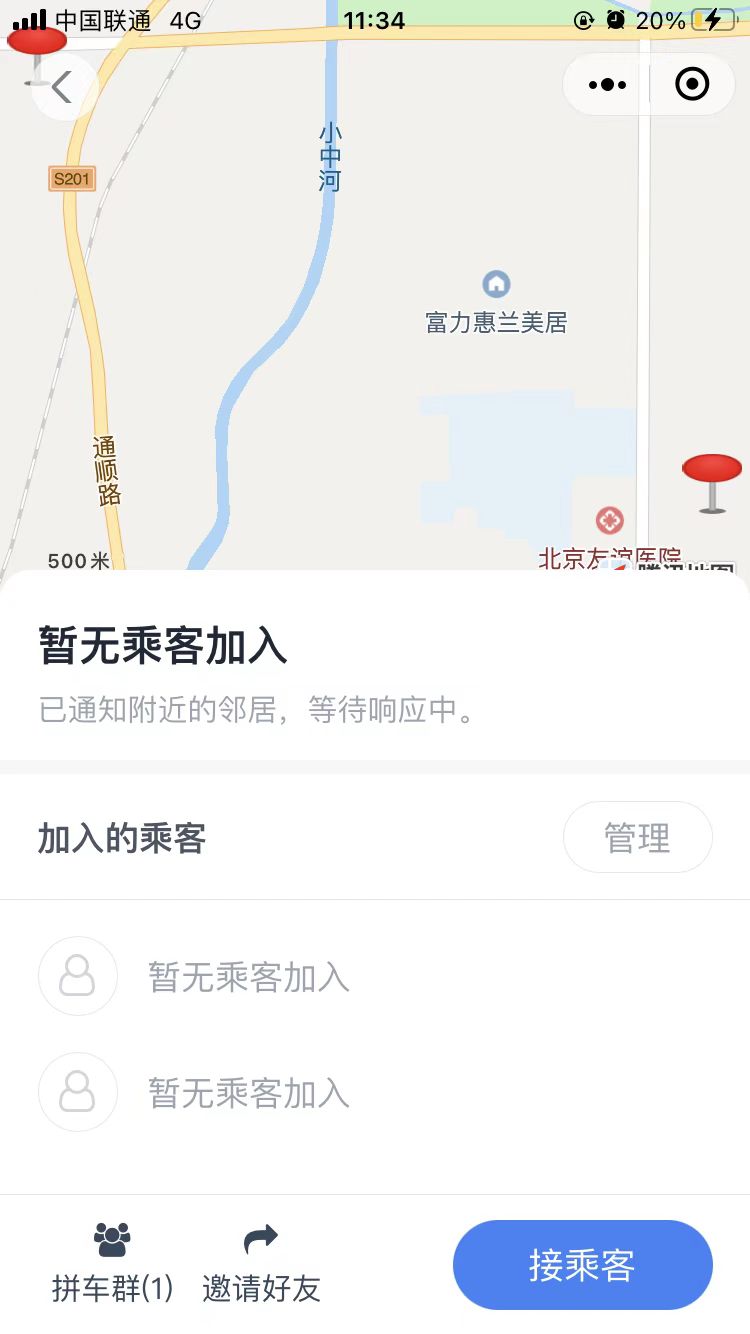 中国联通 4G 11:34 20%
小中河
S201
富力惠兰美居
通顺路
500米
北京友谊医院
腾讯地图
暂无乘客加入
已通知附近的邻居，等待响应中。
加入的乘客
管理
暂无乘客加入
暂无乘客加入
拼车群(1)
邀请好友
接乘客